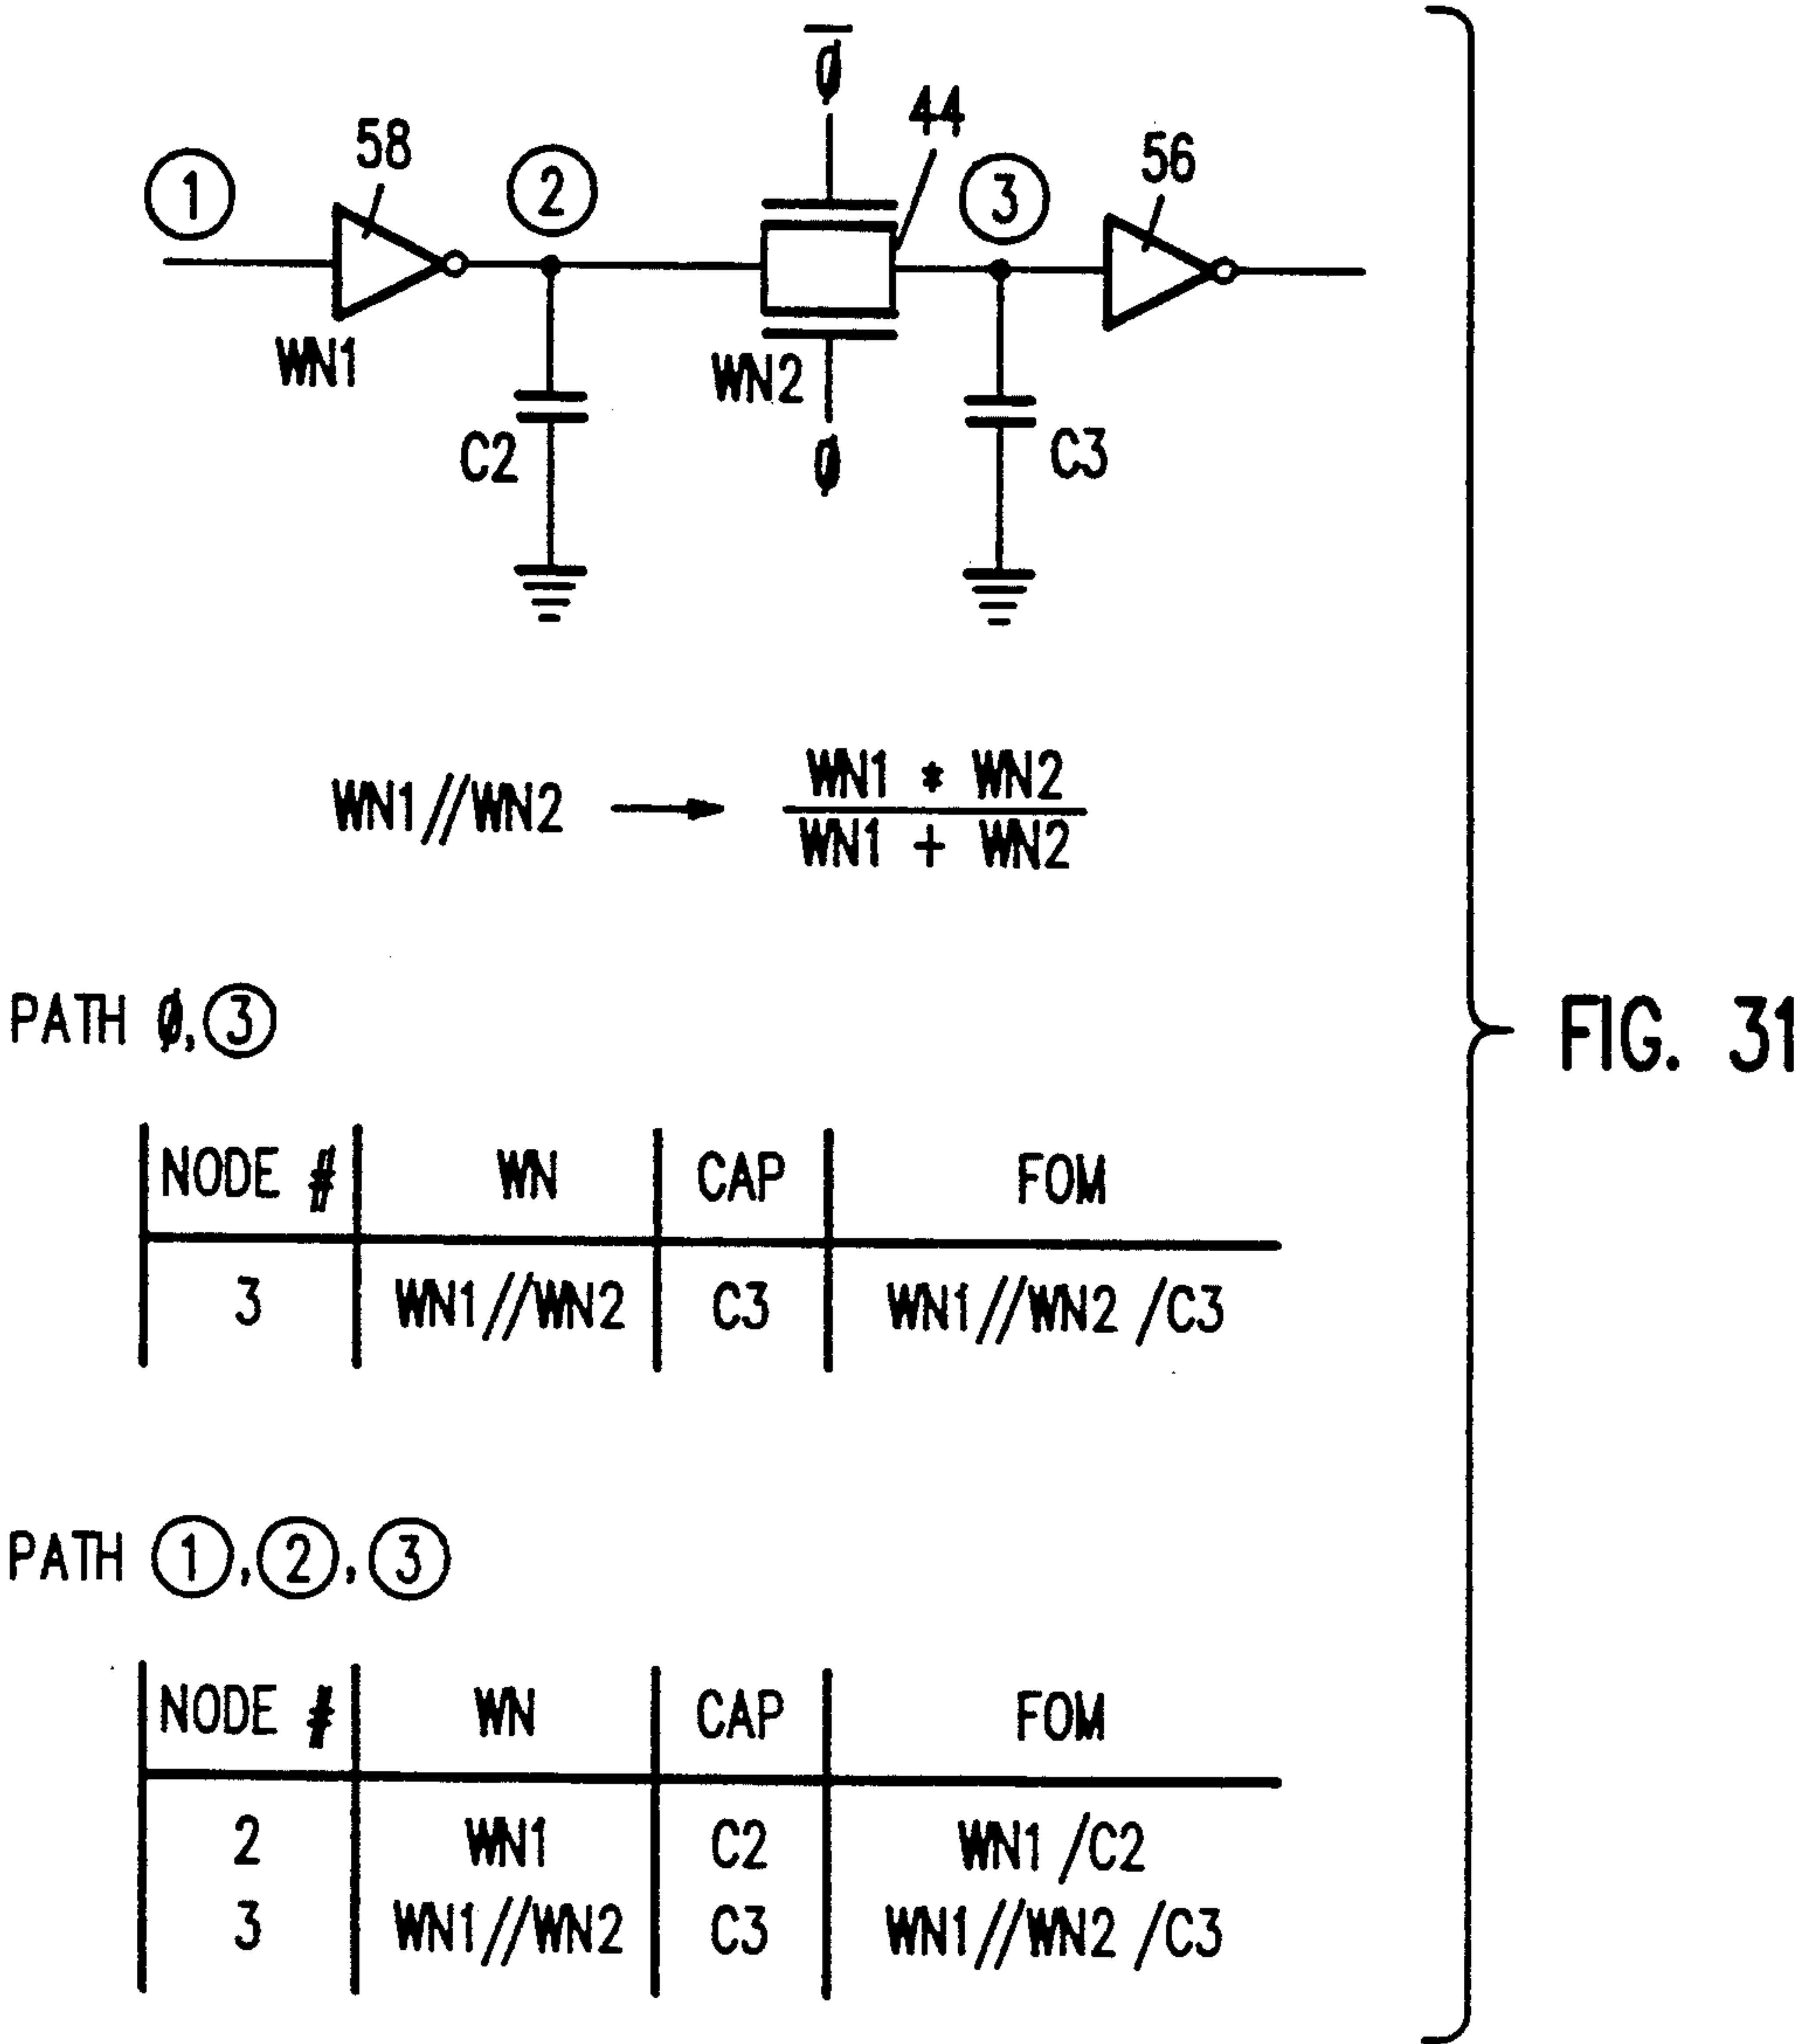 ø̅
44
58
56
1
2
3
WN1
WN2
C2
ø
C3
WN1//WN2 → WN1 * WN2
WN1 + WN2
PATH ø, 3
FIG. 31
NODE # WN CAP FOM
3 WN1//WN2 C3 WN1//WN2 /C3
PATH 1, 2, 3
NODE # WN CAP FOM
2 WN1 C2 WN1 /C2
3 WN1//WN2 C3 WN1//WN2 /C3